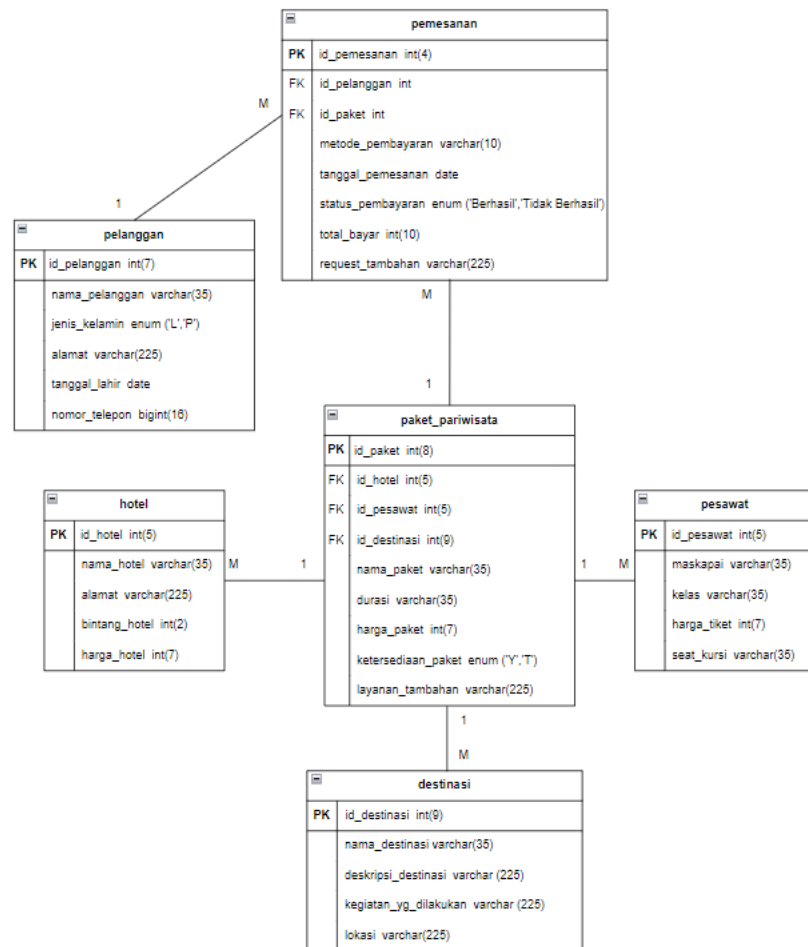 pemesanan
PK id_pemesanan int(4)
FK id_pelanggan int
FK id_paket int
metode_pembayaran varchar(10)
tanggal_pemesanan date
status_pembayaran enum ('Berhasil','Tidak Berhasil')
total_bayar int(10)
request_tambahan varchar(225)
M
1
pelanggan
PK id_pelanggan int(7)
nama_pelanggan varchar(35)
jenis_kelamin enum ('L','P')
alamat varchar(225)
tanggal_lahir date
nomor_telepon bigint(16)
M
1
paket_pariwisata
PK id_paket int(8)
FK id_hotel int(5)
FK id_pesawat int(5)
FK id_destinasi int(9)
nama_paket varchar(35)
durasi varchar(35)
harga_paket int(7)
ketersediaan_paket enum ('Y','T')
layanan_tambahan varchar(225)
hotel
PK id_hotel int(5)
nama_hotel varchar(35)
alamat varchar(225)
bintang_hotel int(2)
harga_hotel int(7)
M 1
1 M
pesawat
PK id_pesawat int(5)
maskapai varchar(35)
kelas varchar(35)
harga_tiket int(7)
seat_kursi varchar(35)
1
M
destinasi
PK id_destinasi int(9)
nama_destinasi varchar(35)
deskripsi_destinasi varchar (225)
kegiatan_yg_dilakukan varchar (225)
lokasi varchar(225)